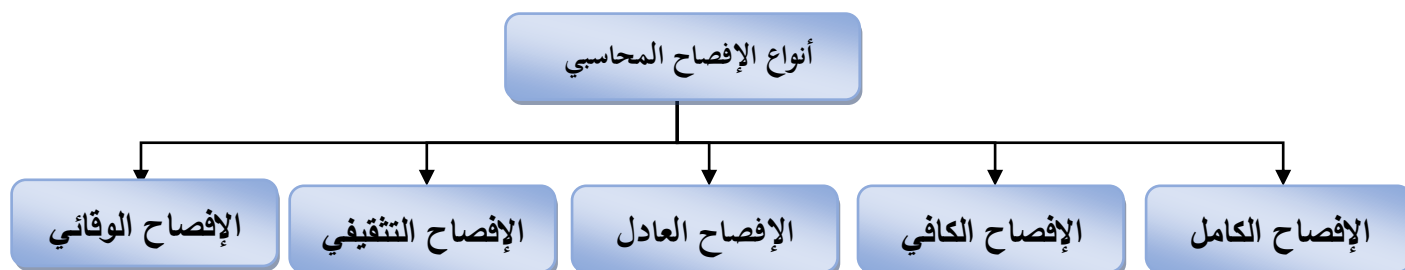 أنواع الإفصاح المحاسبي
الإفصاح الكامل
الإفصاح الكافي
الإفصاح العادل
الإفصاح التثقيفي
الإفصاح الوقائي